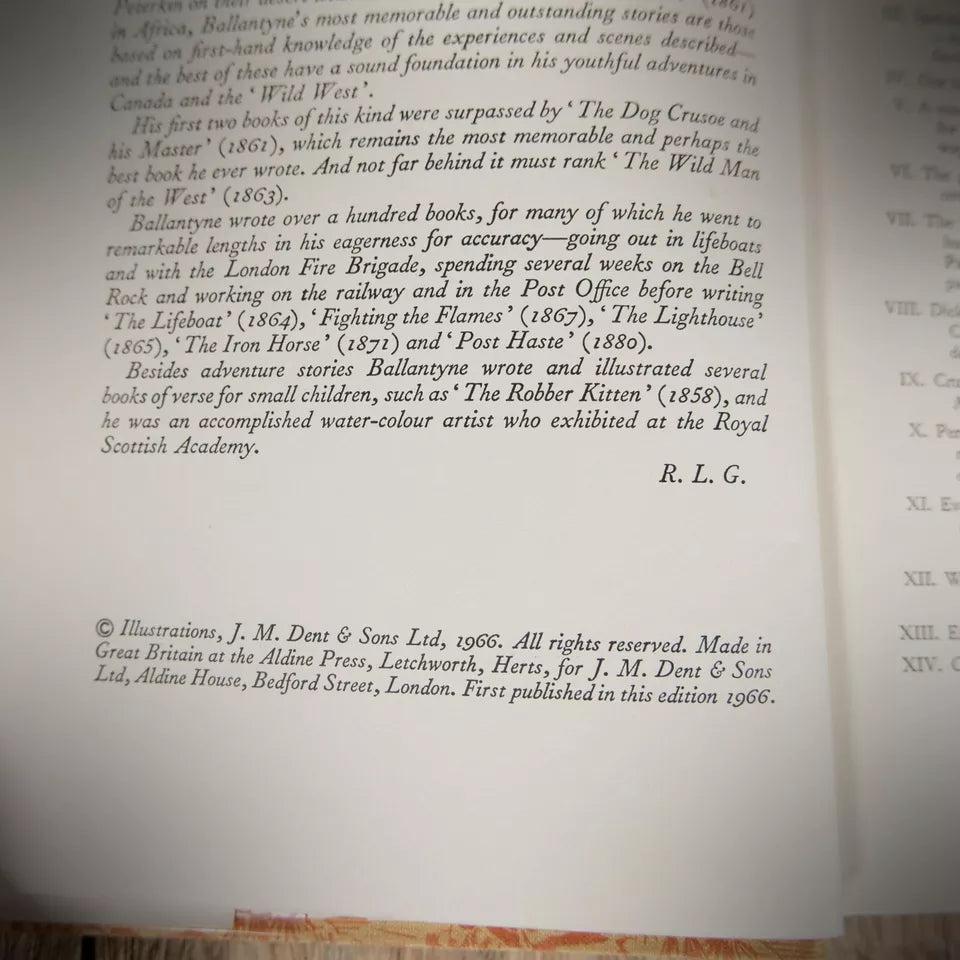 Peterkin on their desert
(1861)
in Africa, Ballantyne's most memorable and outstanding stories are those
based on first-hand knowledge of the experiences and scenes described—
and the best of these have a sound foundation in his youthful adventures in
Canada and the ‘Wild West’.
His first two books of this kind were surpassed by ‘The Dog Crusoe and
his Master’ (1861), which remains the most memorable and perhaps the
best book he ever wrote. And not far behind it must rank ‘The Wild Man
of the West’ (1863).
Ballantyne wrote over a hundred books, for many of which he went to
remarkable lengths in his eagerness for accuracy—going out in lifeboats
and with the London Fire Brigade, spending several weeks on the Bell
Rock and working on the railway and in the Post Office before writing
‘The Lifeboat’ (1864), ‘Fighting the Flames’ (1867), ‘The Lighthouse’
(1865), ‘The Iron Horse’ (1871) and ‘Post Haste’ (1880).
Besides adventure stories Ballantyne wrote and illustrated several
books of verse for small children, such as ‘The Robber Kitten’ (1858), and
he was an accomplished water-colour artist who exhibited at the Royal
Scottish Academy.
R. L. G.
© Illustrations, J. M. Dent & Sons Ltd, 1966. All rights reserved. Made in
Great Britain at the Aldine Press, Letchworth, Herts, for J. M. Dent & Sons
Ltd, Aldine House, Bedford Street, London. First published in this edition 1966.
VI. The
VII. The
VIII.
IX.
X.
XI.
XII. W
XIII. E
XIV.